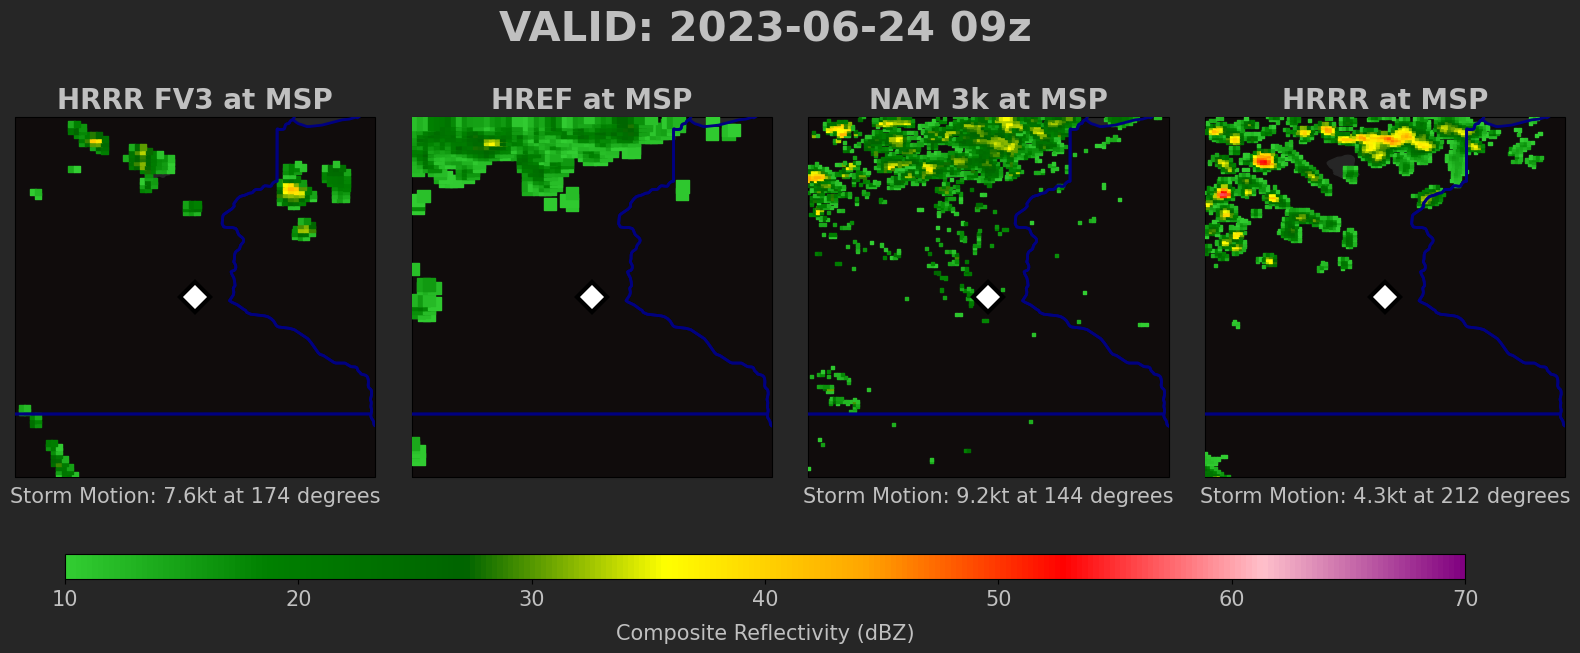 VALID: 2023-06-24 09z
HRRR FV3 at MSP
HREF at MSP
NAM 3k at MSP
HRRR at MSP
Storm Motion: 7.6kt at 174 degrees
Storm Motion: 9.2kt at 144 degrees
Storm Motion: 4.3kt at 212 degrees
10 20 30 40 50 60 70
Composite Reflectivity (dBZ)